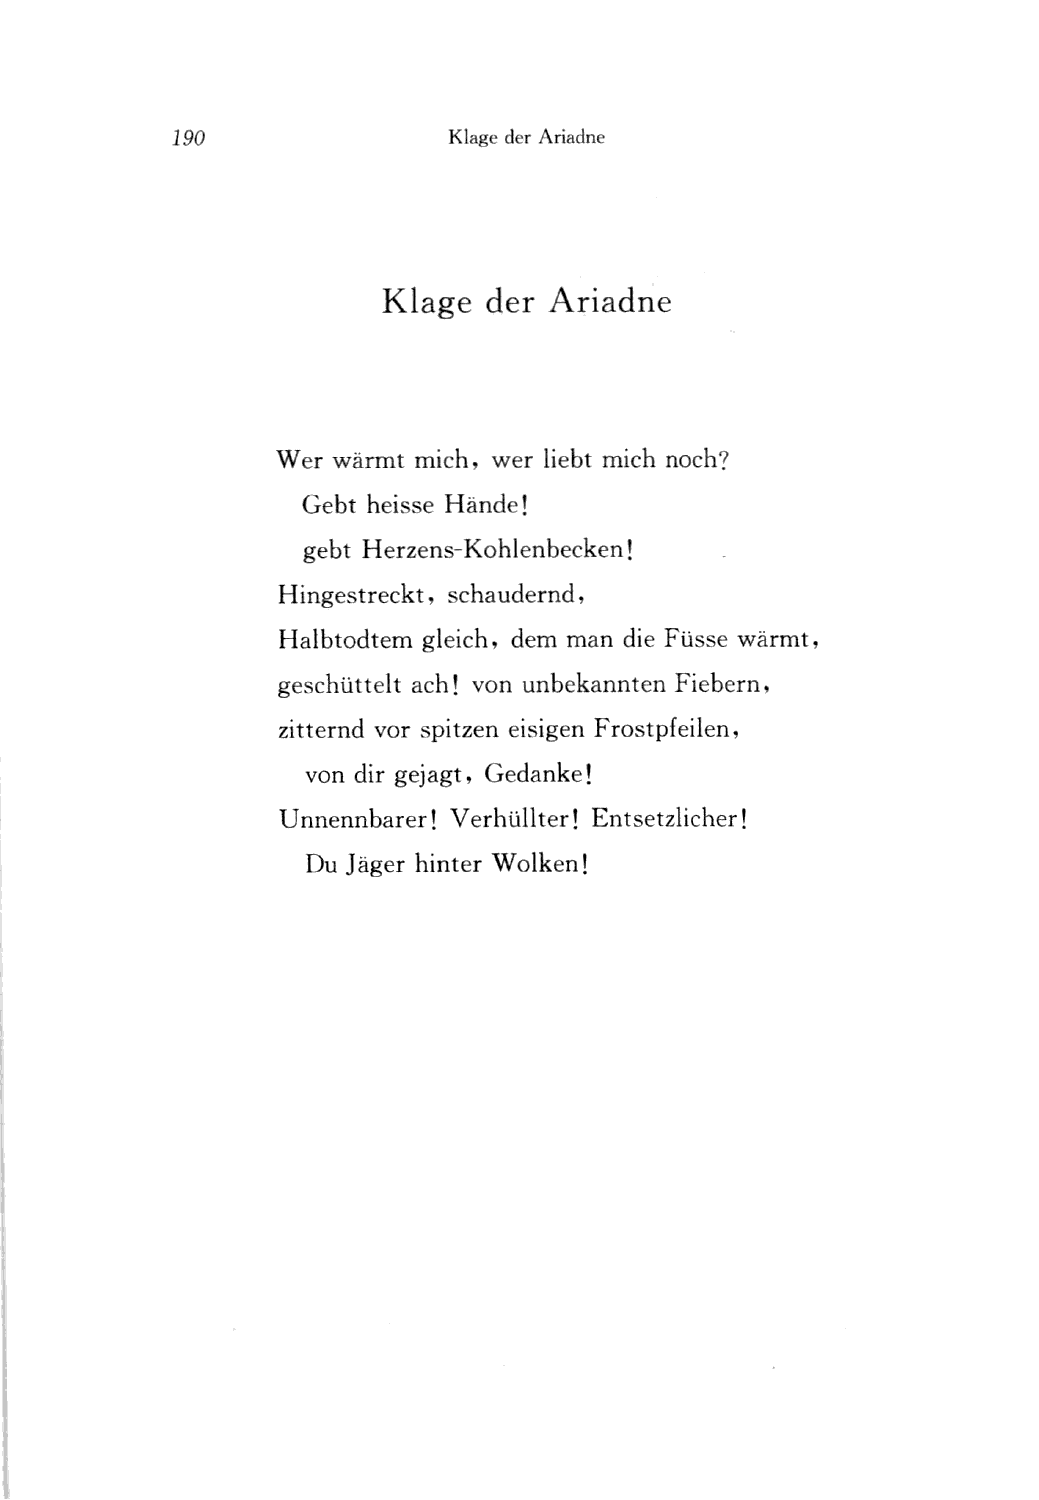 190 Klage der Ariadne
Klage der Ariadne
Wer wärmt mich, wer liebt mich noch?
Gebt heisse Hände!
gebt Herzens-Kohlenbecken!
Hingestreckt, schaudernd,
Halbtodtem gleich, dem man die Füsse wärmt,
geschüttelt ach! von unbekannten Fiebern,
zitternd vor spitzen eisigen Frostpfeilen,
von dir gejagt, Gedanke!
Unnennbarer! Verhüllter! Entsetzlicher!
Du Jäger hinter Wolken!